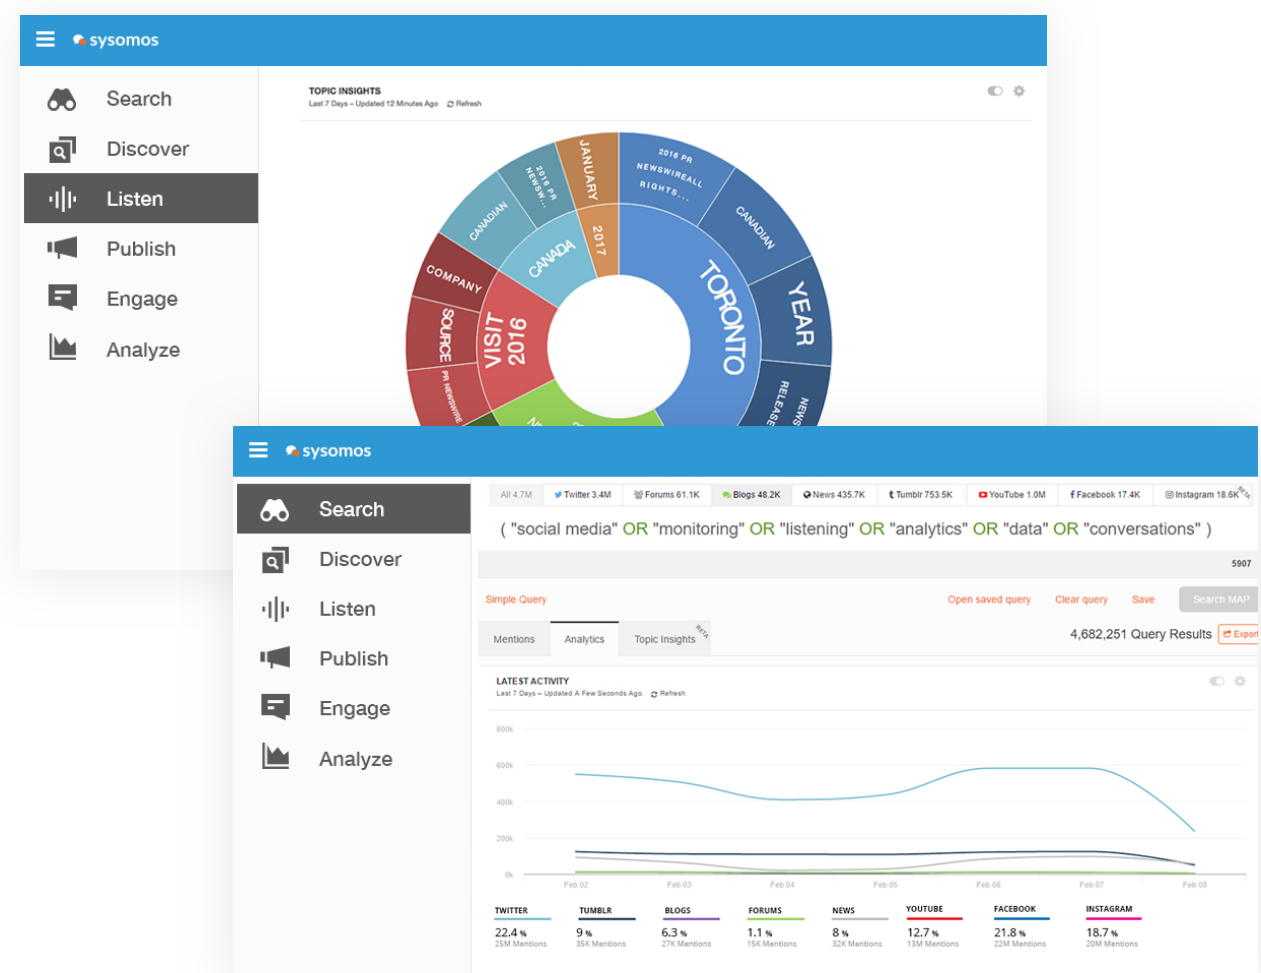 sysomos
Search
Discover
Listen
Publish
Engage
Analyze
TOPIC INSIGHTS
Last 7 Days – Updated 12 Minutes Ago Refresh
2016 PR
NEWSWIREALL
RIGHTS...
CANADIAN
YEAR
NEWS
RELEASE
TORONTO
JANUARY
2017
2016 PR
NEWSW...
CANADIAN
CANADA
COMPANY
SOURCE
PR NEWSWIRE
VISIT
2016
sysomos
Search
Discover
Listen
Publish
Engage
Analyze
All 4.7M Twitter 3.4M Forums 61.1K Blogs 48.2K News 435.7K Tumblr 753.5K YouTube 1.0M Facebook 17.4K Instagram 18.6K BETA
( "social media" OR "monitoring" OR "listening" OR "analytics" OR "data" OR "conversations" )
5907
Simple Query Open saved query Clear query Save Search MAP
Mentions Analytics Topic Insights BETA 4,682,251 Query Results Export
LATEST ACTIVITY
Last 7 Days – Updated A Few Seconds Ago Refresh
800k
600k
400k
200k
0k
Feb 02 Feb 03 Feb 04 Feb 05 Feb 06 Feb 07 Feb 08
TWITTER TUMBLR BLOGS FORUMS NEWS YOUTUBE FACEBOOK INSTAGRAM
22.4 % 9 % 6.3 % 1.1 % 8 % 12.7 % 21.8 % 18.7 %
25M Mentions 35K Mentions 27K Mentions 15K Mentions 32K Mentions 13M Mentions 22M Mentions 20M Mentions